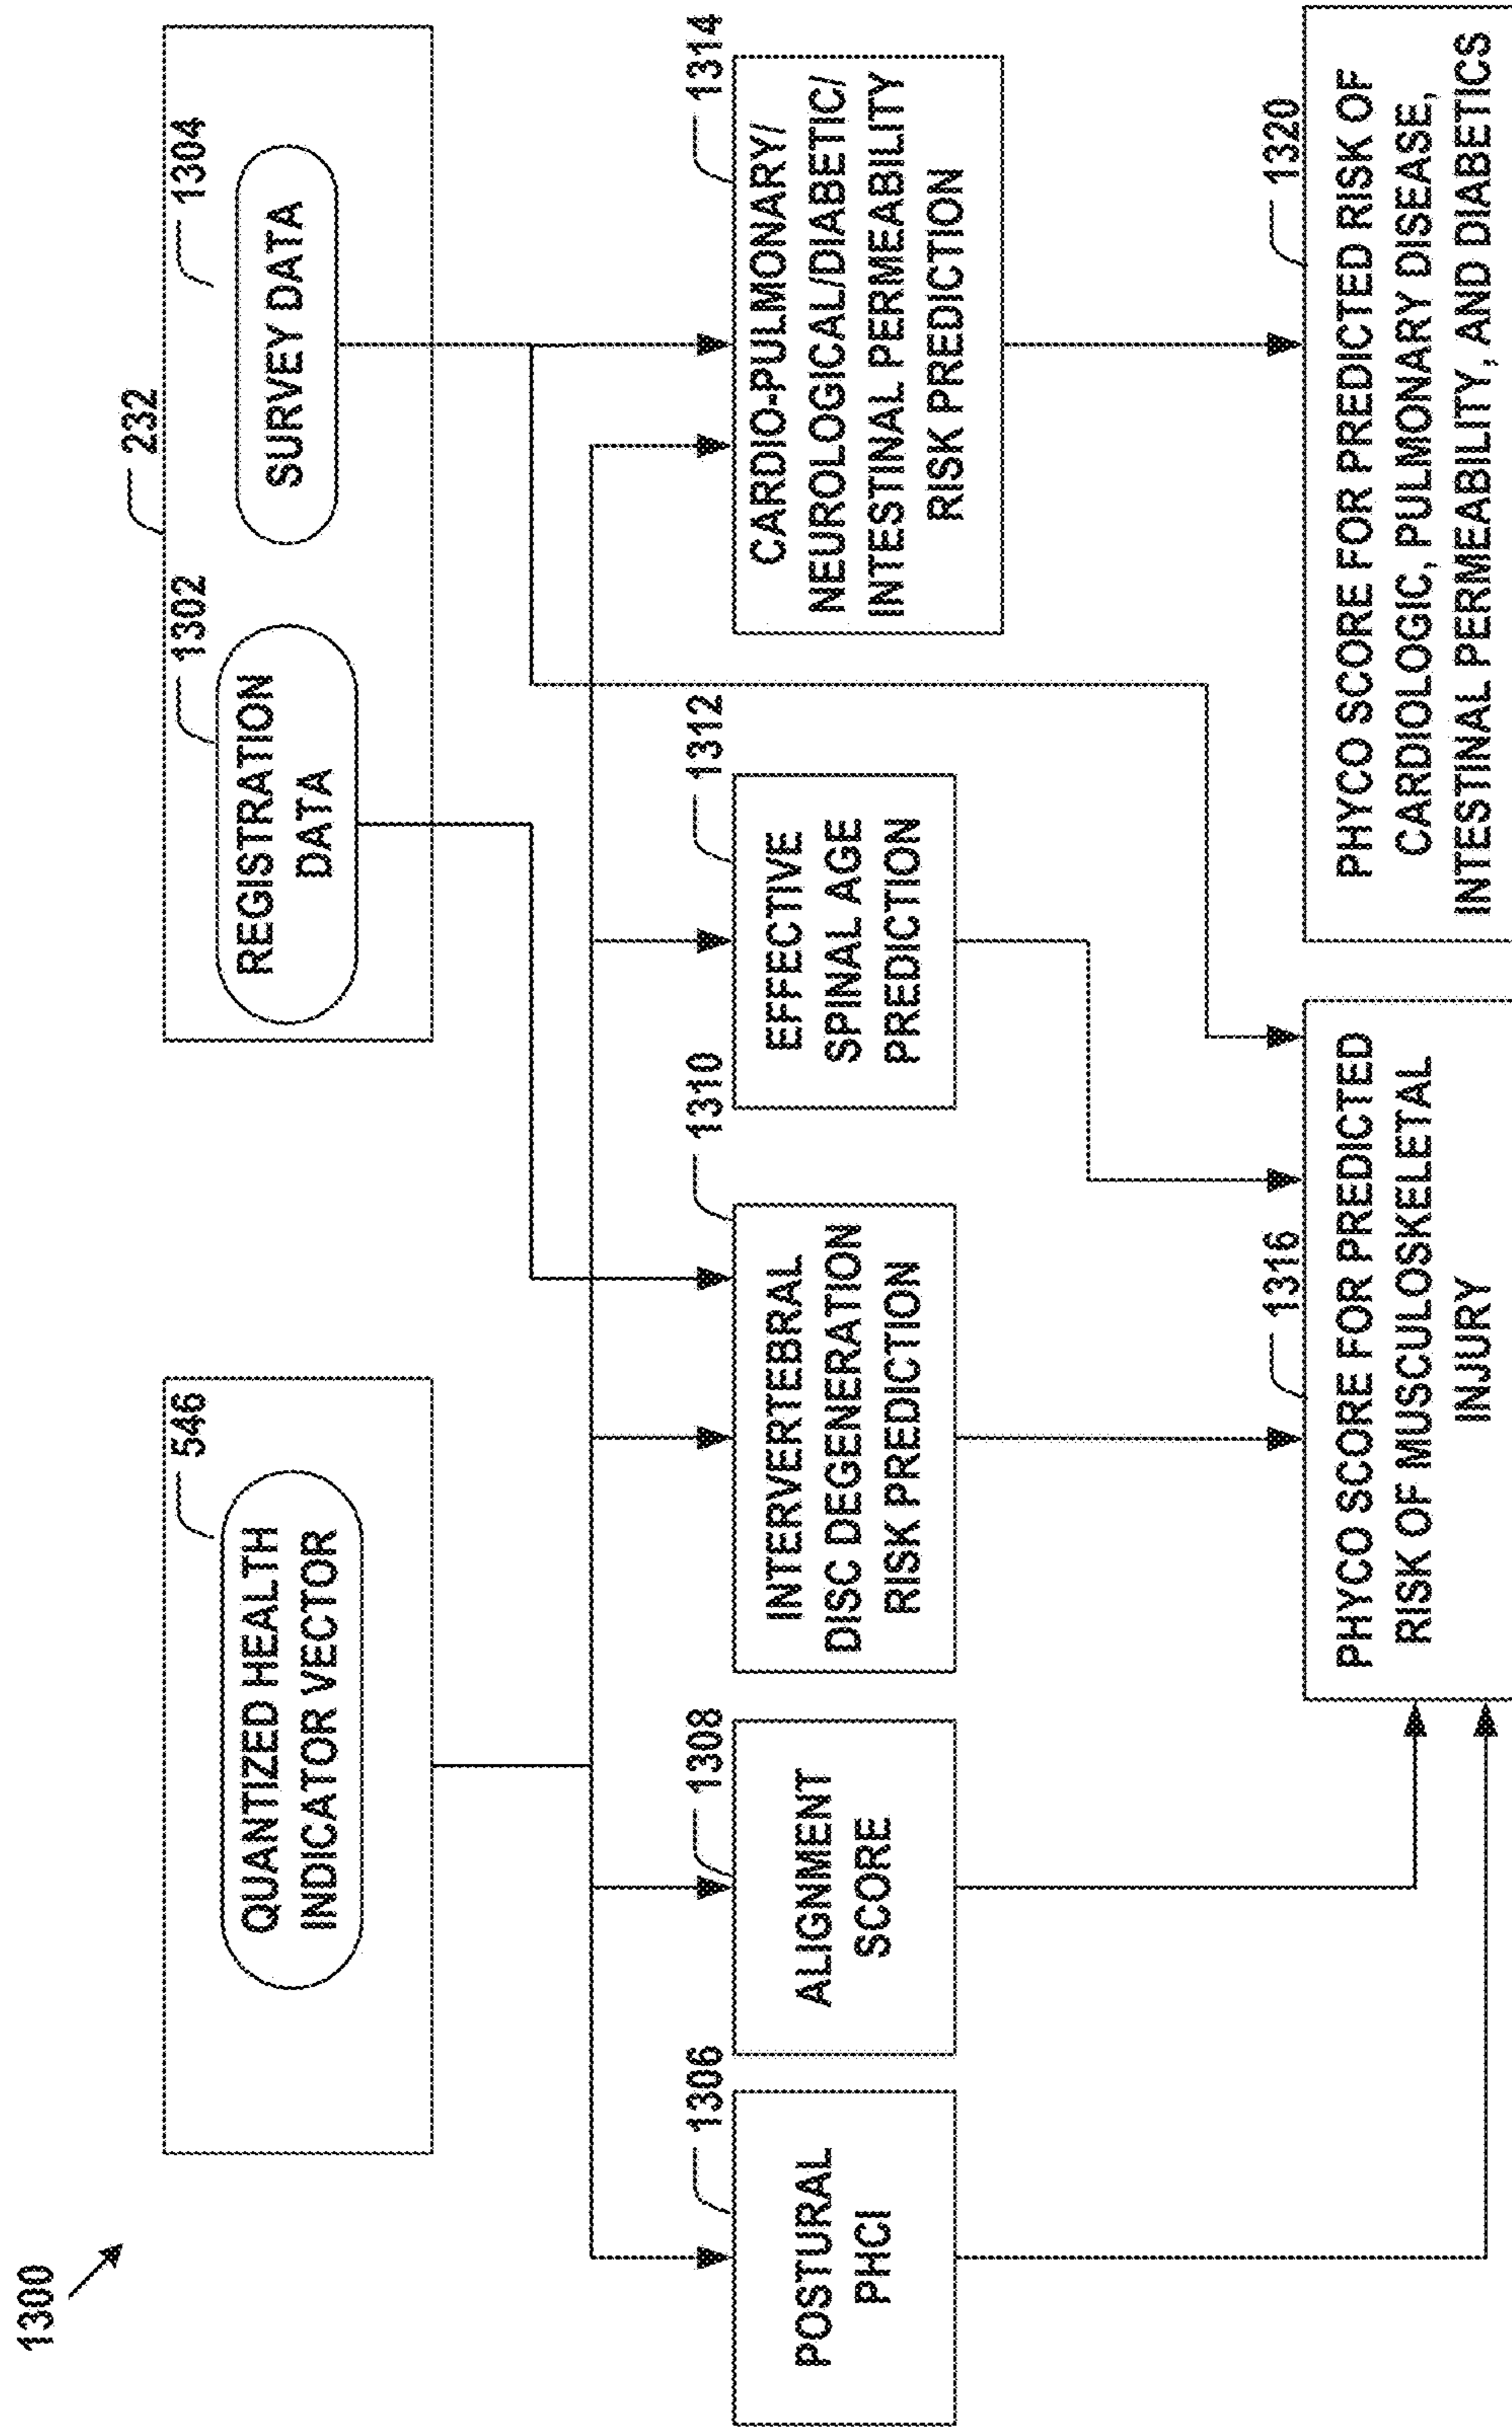 1300
232
546
QUANTIZED HEALTH
INDICATOR VECTOR
1302
REGISTRATION
DATA
1304
SURVEY DATA
1306
POSTURAL
PHCI
1308
ALIGNMENT
SCORE
1310
INTERVERTEBRAL
DISC DEGENERATION
RISK PREDICTION
1312
EFFECTIVE
SPINAL AGE
PREDICTION
1314
CARDIO-PULMONARY/
NEUROLOGICAL/DIABETIC/
INTESTINAL PERMEABILITY
RISK PREDICTION
1316
PHYCO SCORE FOR PREDICTED
RISK OF MUSCULOSKELETAL
INJURY
1320
PHYCO SCORE FOR PREDICTED RISK OF
CARDIOLOGIC, PULMONARY DISEASE,
INTESTINAL PERMEABILITY, AND DIABETICS